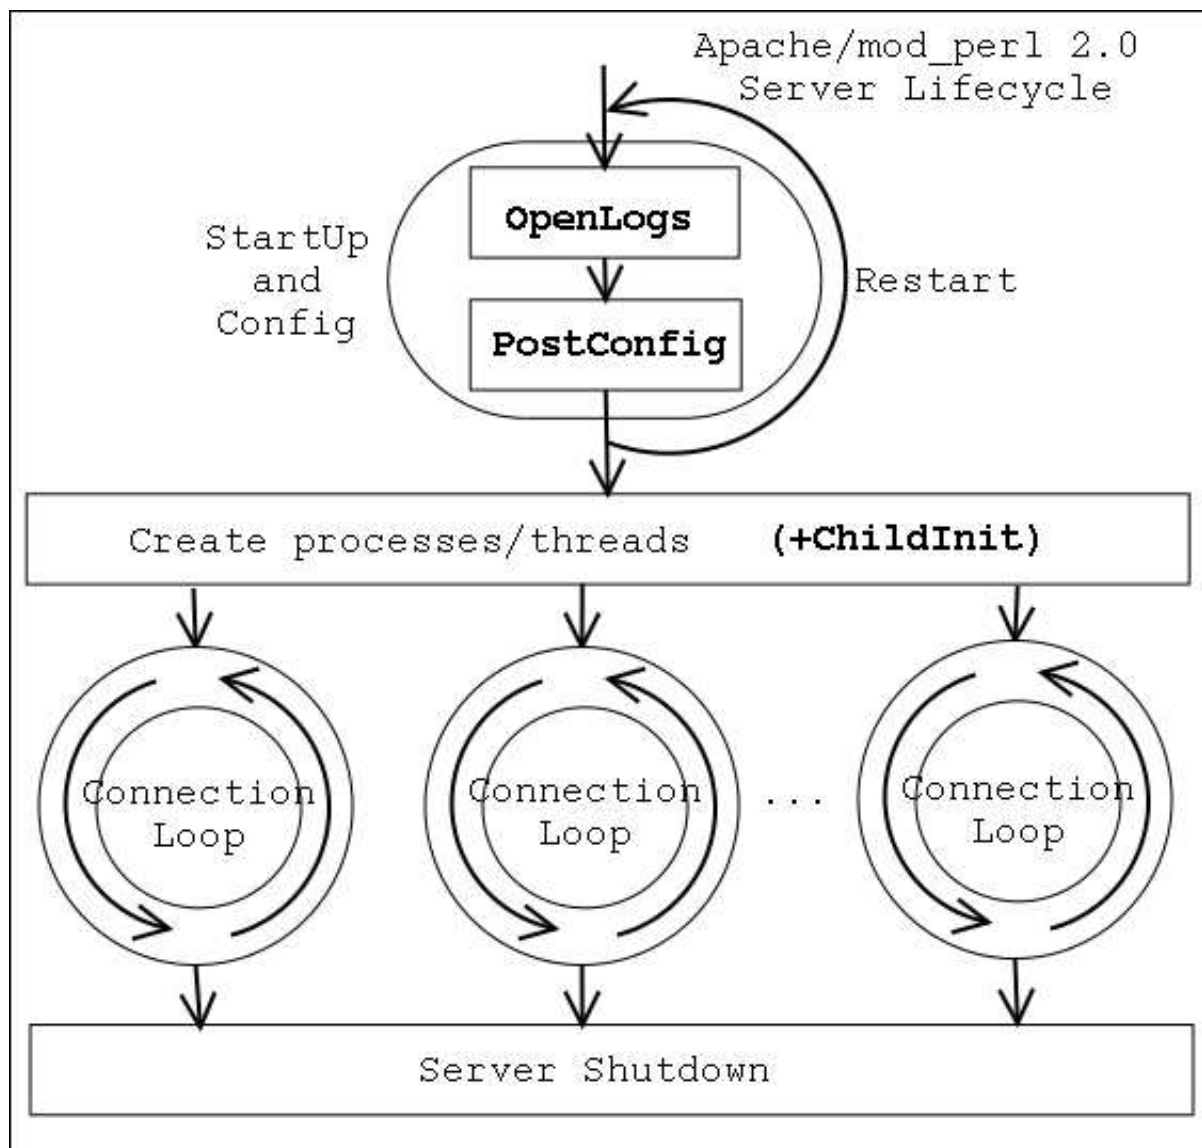 Apache/mod_perl 2.0
Server Lifecycle
OpenLogs
StartUp
and
Config
Restart
PostConfig
Create processes/threads (+ChildInit)
Connection
Loop
Connection
Loop
...
Connection
Loop
Server Shutdown